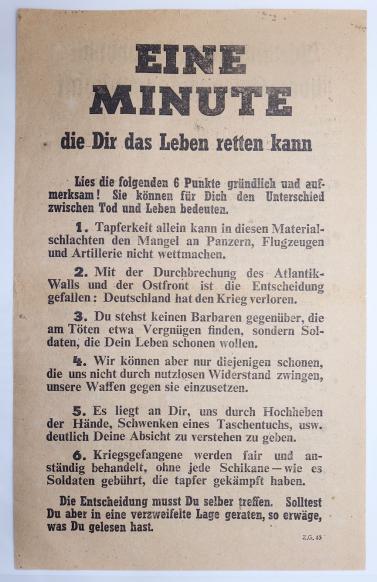 EINE
MINUTE
die Dir das Leben retten kann
Lies die folgenden 6 Punkte gründlich und auf-
merksam! Sie können für Dich den Unterschied
zwischen Tod und Leben bedeuten.
1. Tapferkeit allein kann in diesen Material-
schlachten den Mangel an Panzern, Flugzeugen
und Artillerie nicht wettmachen.
2. Mit der Durchbrechung des Atlantik-
Walls und der Ostfront ist die Entscheidung
gefallen: Deutschland hat den Krieg verloren.
3. Du stehst keinen Barbaren gegenüber, die
am Töten etwa Vergnügen finden, sondern Sol-
daten, die Dein Leben schonen wollen.
4. Wir können aber nur diejenigen schonen,
die uns nicht durch nutzlosen Widerstand zwingen,
unsere Waffen gegen sie einzusetzen.
5. Es liegt an Dir, uns durch Hochheben
der Hände, Schwenken eines Taschentuchs, usw.
deutlich Deine Absicht zu verstehen zu geben.
6. Kriegsgefangene werden fair und an-
ständig behandelt, ohne jede Schikane — wie es
Soldaten gebührt, die tapfer gekämpft haben.
Die Entscheidung musst Du selber treffen. Solltest
Du aber in eine verzweifelte Lage geraten, so erwäge,
was Du gelesen hast.
Z.G. 45